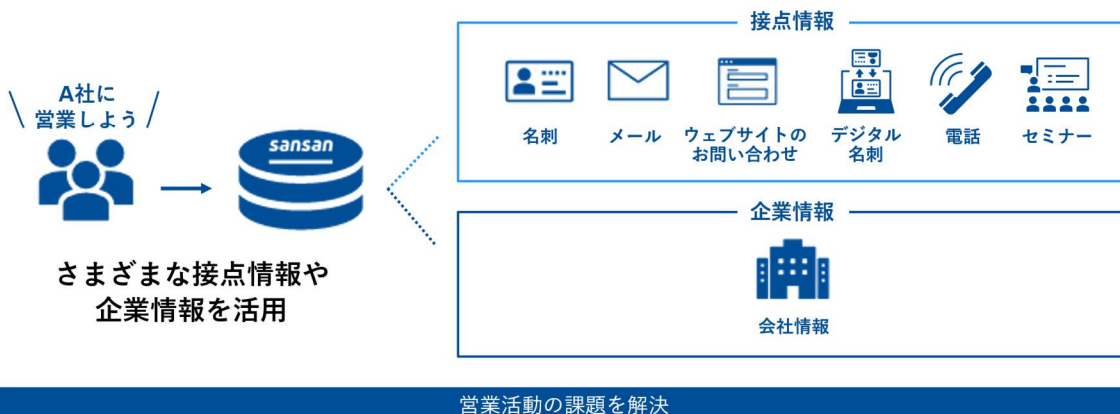 接点情報
名刺
メール
ウェブサイトの
お問い合わせ
デジタル
名刺
電話
セミナー
A社に
営業しよう
sansan
さまざまな接点情報や
企業情報を活用
企業情報
会社情報
営業活動の課題を解決